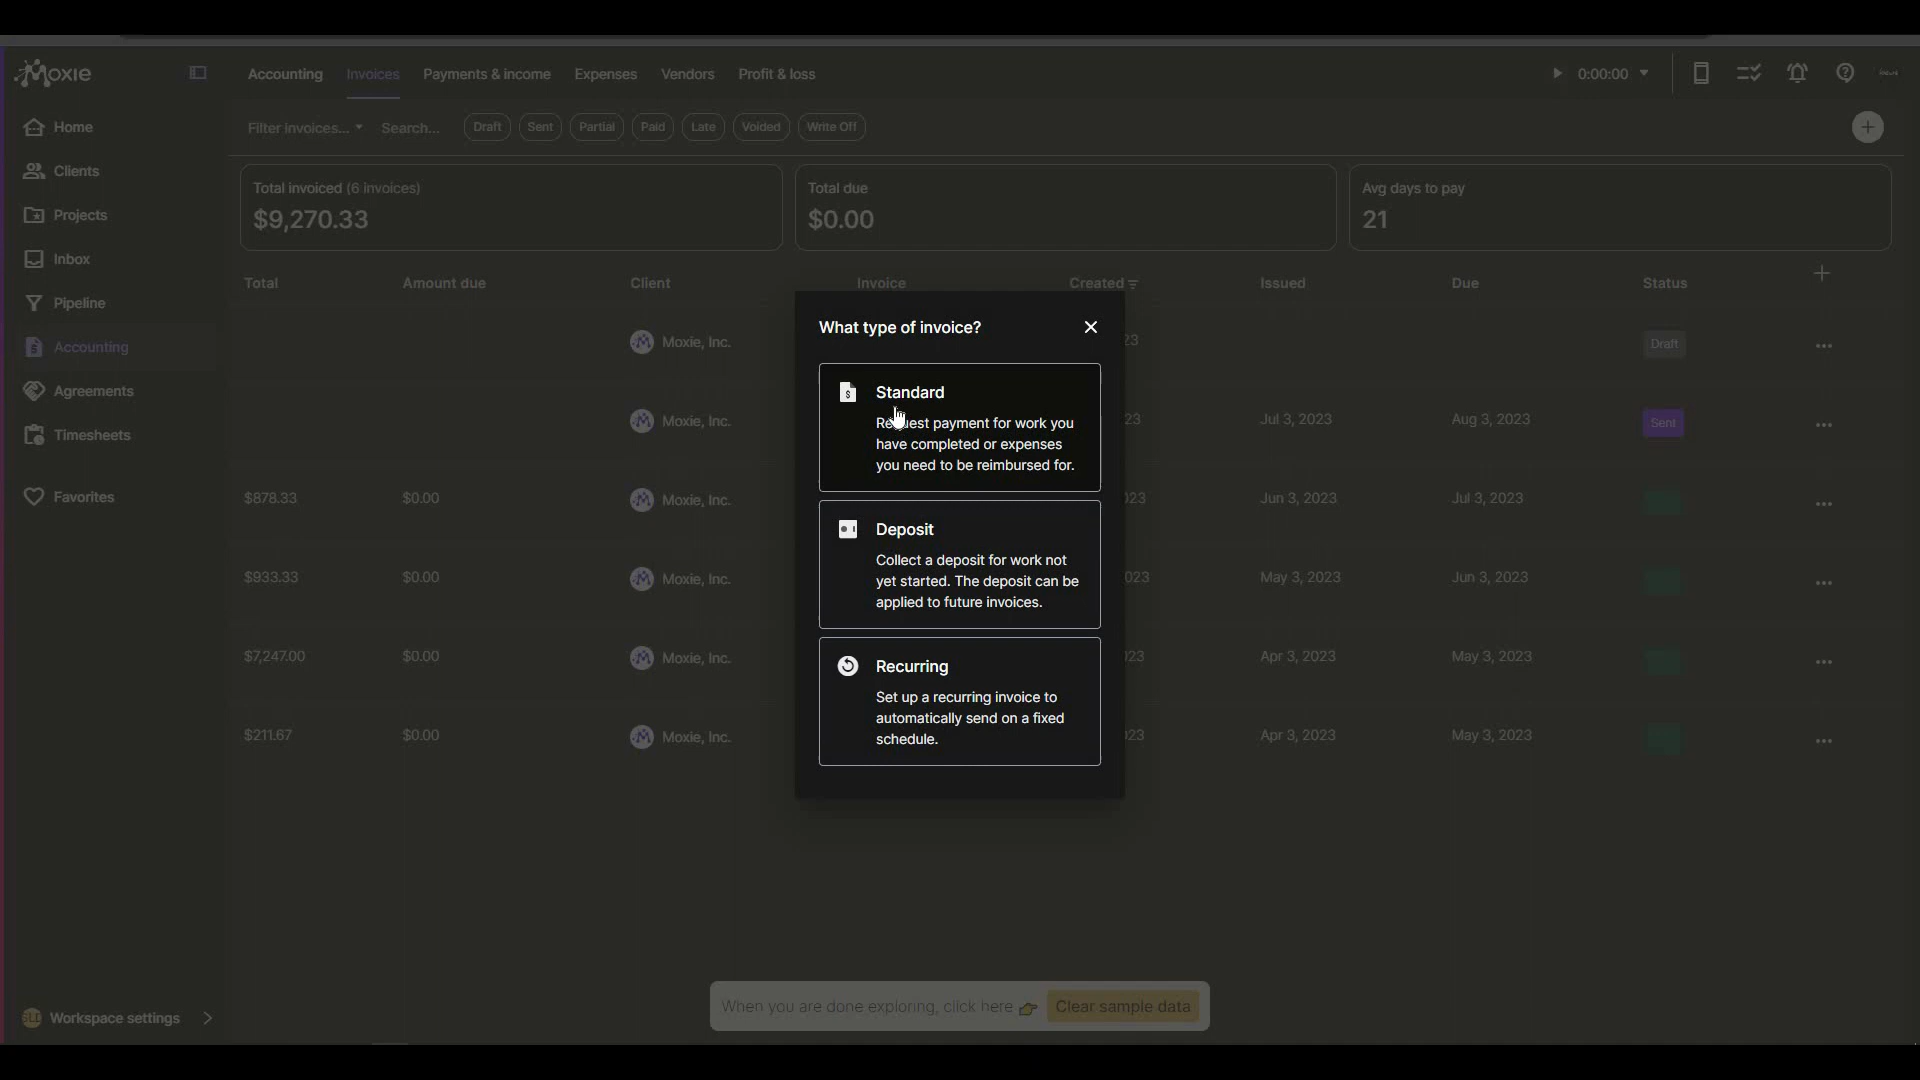 Moxie
Accounting Invoices Payments & income Expenses Vendors Profit & loss 0:00:00
Home
Clients
Projects
Inbox
Pipeline
Accounting
Agreements
Timesheets
Favorites
Filter invoices... Search... Draft Sent Partial Paid Late Voided Write Off
Total invoiced (6 invoices)
$9,270.33
Total due
$0.00
Avg days to pay
21
Total Amount due Client Invoice Created Issued Due Status
Moxie, Inc. 23 Draft
Moxie, Inc. 23 Jul 3, 2023 Aug 3, 2023 Sent
$878.33 $0.00 Moxie, Inc. 023 Jun 3, 2023 Jul 3, 2023
$933.33 $0.00 Moxie, Inc. 023 May 3, 2023 Jun 3, 2023
$7,247.00 $0.00 Moxie, Inc. 023 Apr 3, 2023 May 3, 2023
$211.67 $0.00 Moxie, Inc. 023 Apr 3, 2023 May 3, 2023
What type of invoice?
Standard
Request payment for work you
have completed or expenses
you need to be reimbursed for.
Deposit
Collect a deposit for work not
yet started. The deposit can be
applied to future invoices.
Recurring
Set up a recurring invoice to
automatically send on a fixed
schedule.
When you are done exploring, click here 👉 Clear sample data
Workspace settings